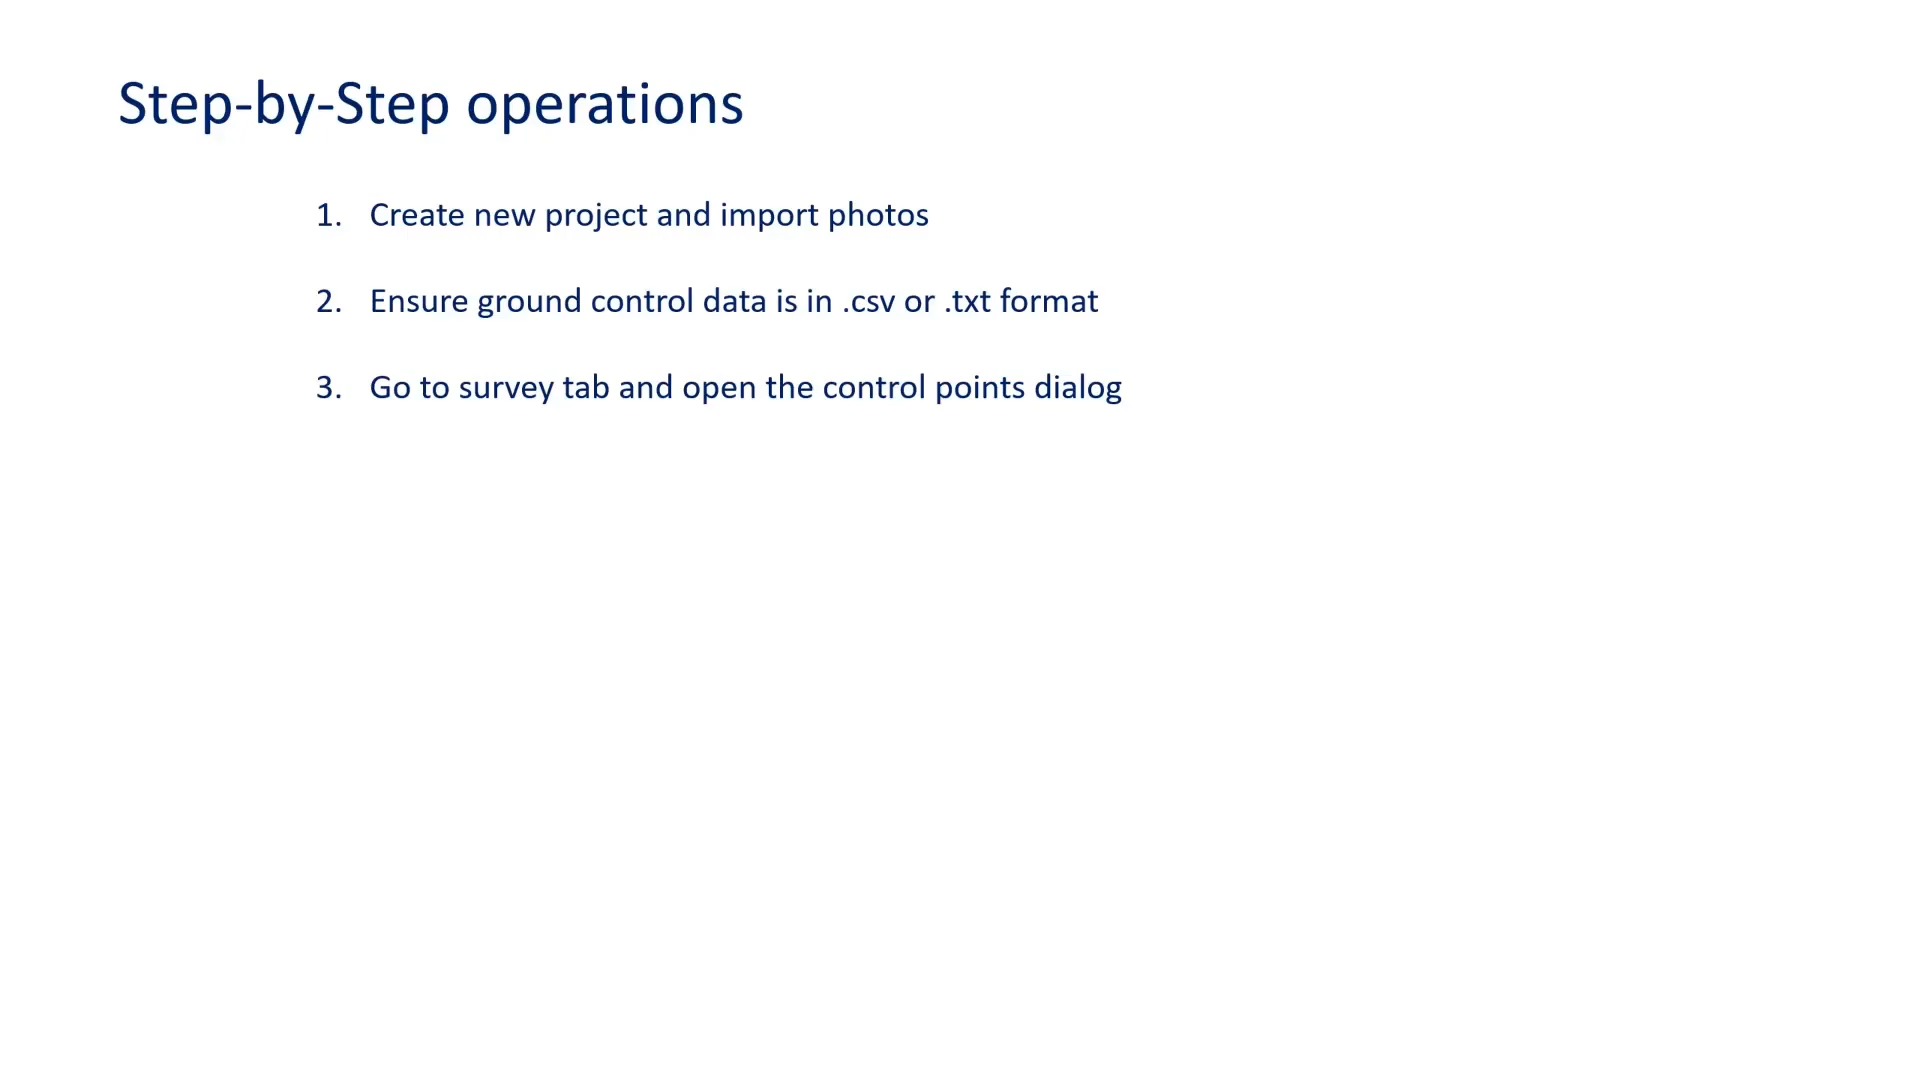 Step-by-Step operations
1. Create new project and import photos
2. Ensure ground control data is in .csv or .txt format
3. Go to survey tab and open the control points dialog